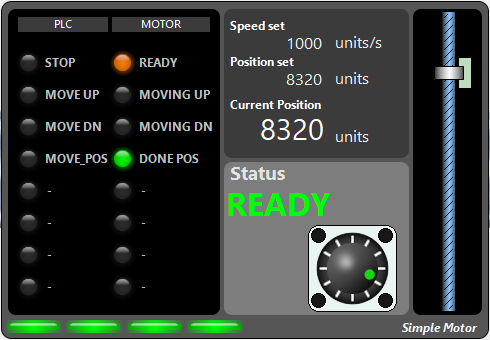 PLC MOTOR
STOP READY
MOVE UP MOVING UP
MOVE DN MOVING DN
MOVE_POS DONE POS
- -
- -
- -
- -
Speed set
1000 units/s
Position set
8320 units
Current Position
8320 units
Status
READY
Simple Motor